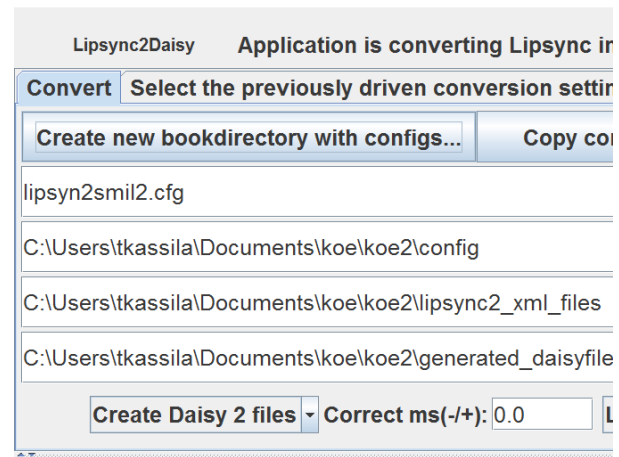 Lipsync2Daisy Application is converting Lipsync in
Convert Select the previously driven conversion settin
Create new bookdirectory with configs... Copy co
lipsyn2smil2.cfg
C:\Users\tkassila\Documents\koe\koe2\config
C:\Users\tkassila\Documents\koe\koe2\lipsync2_xml_files
C:\Users\tkassila\Documents\koe\koe2\generated_daisyfile
Create Daisy 2 files Correct ms(-/+): 0.0